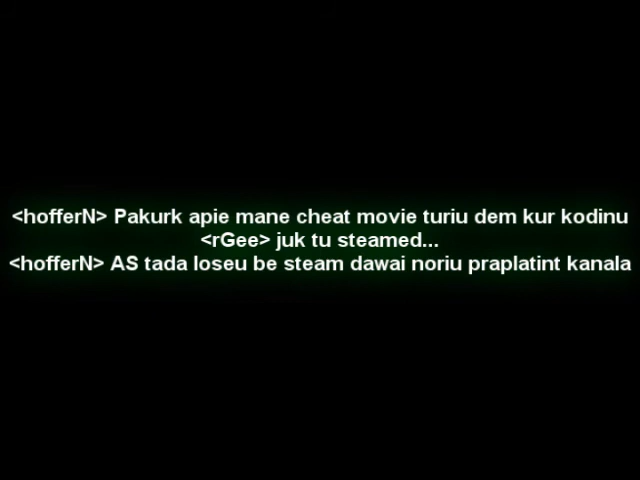 <hofferN> Pakurk apie mane cheat movie turiu dem kur kodinu
<rGee> juk tu steamed...
<hofferN> AS tada loseu be steam dawai noriu praplatint kanala